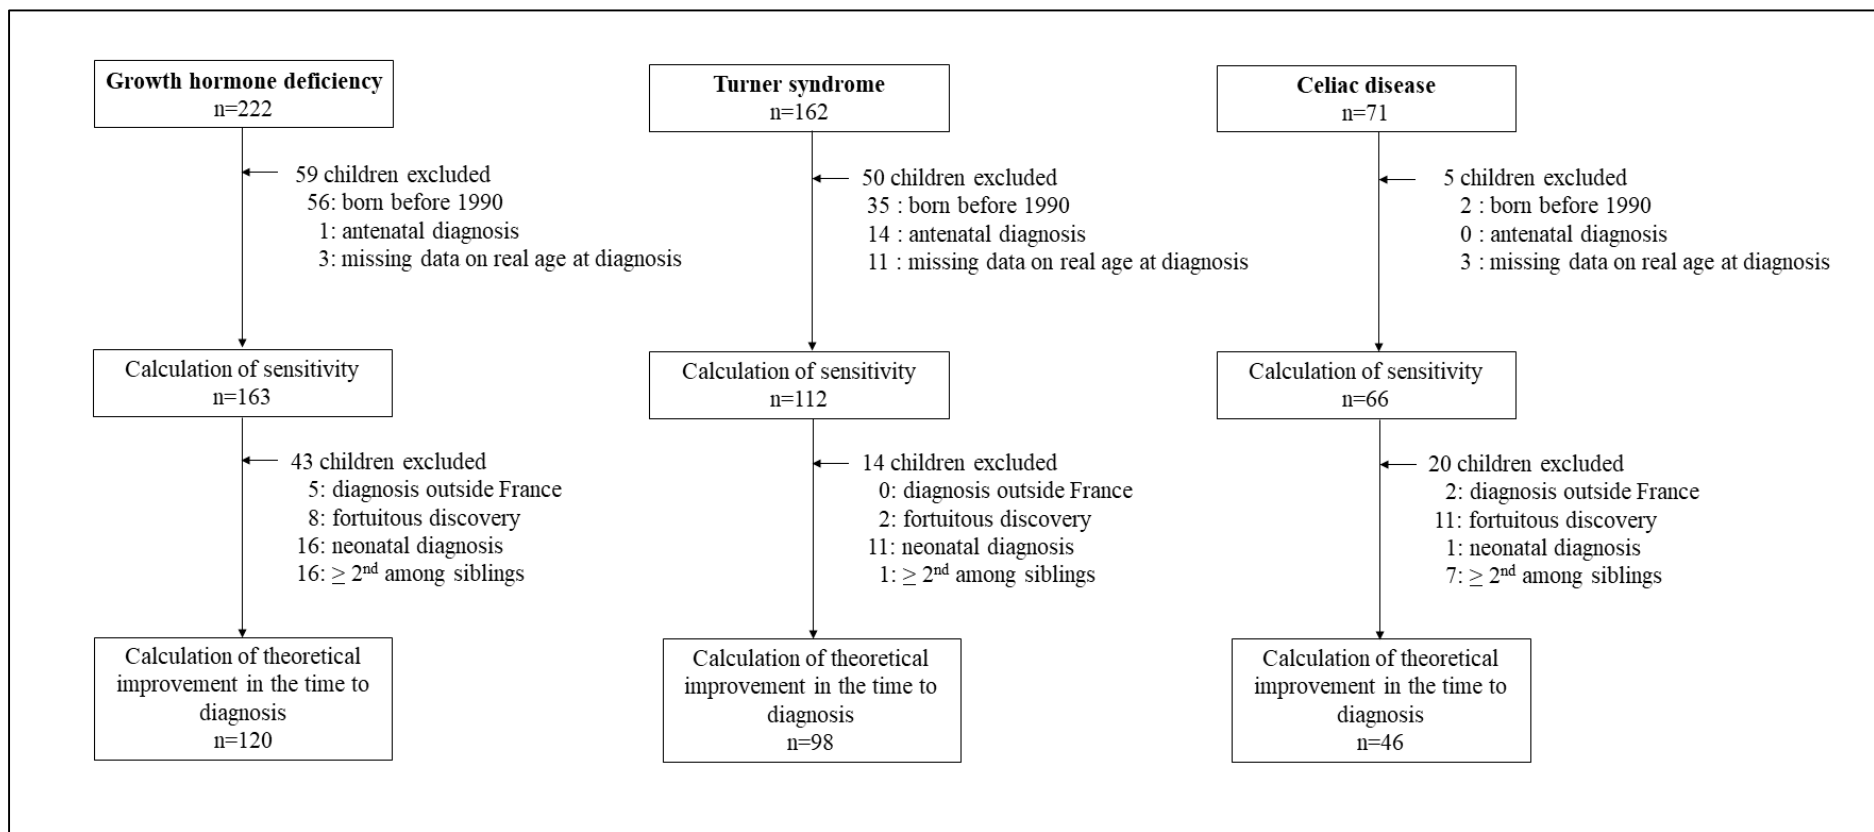 Growth hormone deficiency
n=222
59 children excluded
56: born before 1990
1: antenatal diagnosis
3: missing data on real age at diagnosis
Calculation of sensitivity
n=163
43 children excluded
5: diagnosis outside France
8: fortuitous discovery
16: neonatal diagnosis
16: ≥ 2nd among siblings
Calculation of theoretical
improvement in the time to
diagnosis
n=120
Turner syndrome
n=162
50 children excluded
35 : born before 1990
14 : antenatal diagnosis
11 : missing data on real age at diagnosis
Calculation of sensitivity
n=112
14 children excluded
0: diagnosis outside France
2: fortuitous discovery
11: neonatal diagnosis
1: ≥ 2nd among siblings
Calculation of theoretical
improvement in the time to
diagnosis
n=98
Celiac disease
n=71
5 children excluded
2 : born before 1990
0 : antenatal diagnosis
3 : missing data on real age at diagnosis
Calculation of sensitivity
n=66
20 children excluded
2: diagnosis outside France
11: fortuitous discovery
1: neonatal diagnosis
7: ≥ 2nd among siblings
Calculation of theoretical
improvement in the time to
diagnosis
n=46